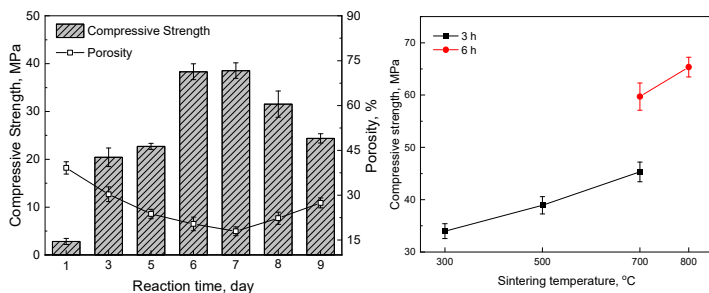 Compressive Strength, MPa
50
40
30
20
10
0
Compressive Strength
Porosity
90
75
60
45
30
15
Porosity, %
1 3 5 6 7 8 9
Reaction time, day
Compressive strength, MPa
70
60
50
40
30
3 h
6 h
300 500 700 800
Sintering temperature, °C